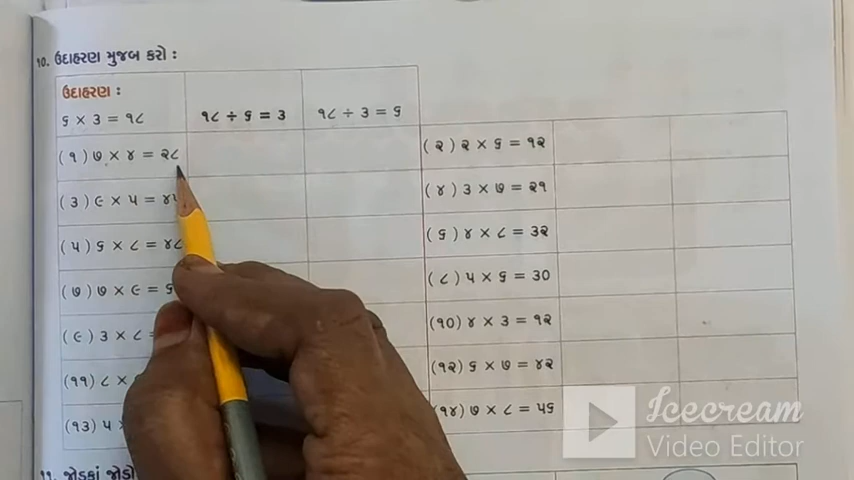 ૧૦. ઉદાહરણ મુજબ કરો :
ઉદાહરણ :
૬ × ૩ = ૧૮ ૧૮ ÷ ૬ = ૩ ૧૮ ÷ ૩ = ૬
(૧) ૭ × ૪ = ૨૮ (૨) ૨ × ૬ = ૧૨
(૩) ૯ × ૫ = ૪ (૪) ૩ × ૭ = ૨૧
(૫) ૬ × ૮ = ૪૮ (૬) ૪ × ૮ = ૩૨
(૭) ૭ × ૯ = ૬ (૮) ૫ × ૬ = ૩૦
(૯) ૩ × ૮ = (૧૦) ૪ × ૩ = ૧૨
(૧૧) ૮ × (૧૨) ૬ × ૭ = ૪૨
(૧૩) ૫ (૧૪) ૭ × ૮ = ૫૬
૧૧. જોડકાં જોડો
Icecream
Video Editor